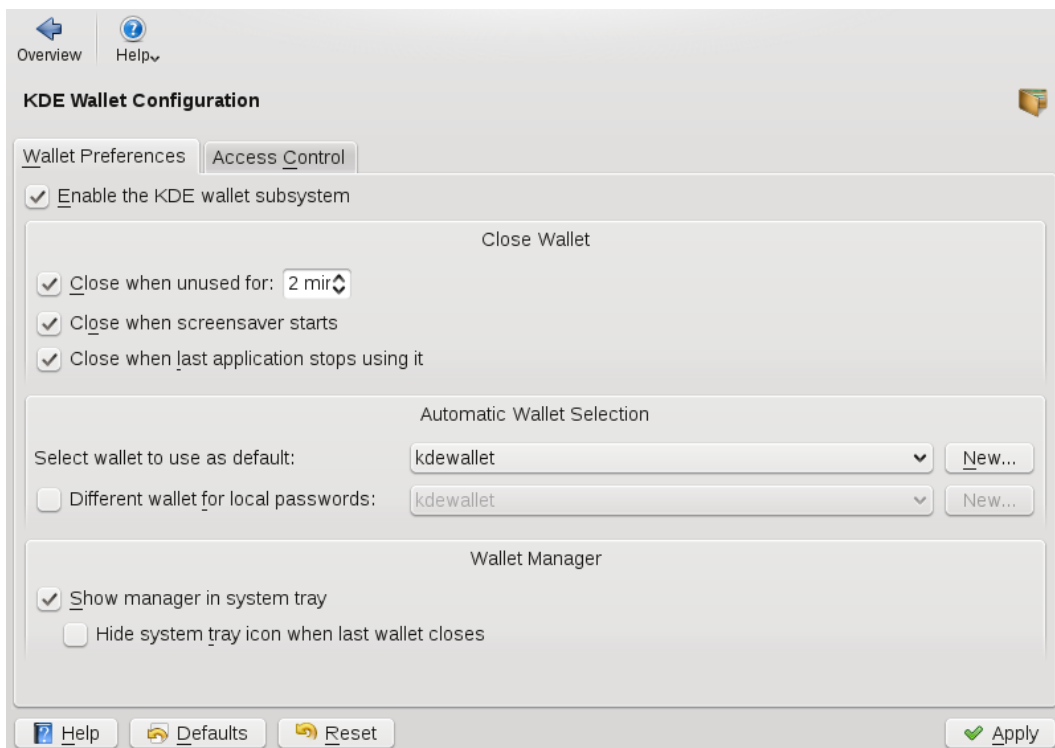 Overview Help
KDE Wallet Configuration
Wallet Preferences Access Control
Enable the KDE wallet subsystem
Close Wallet
Close when unused for: 2 mir
Close when screensaver starts
Close when last application stops using it
Automatic Wallet Selection
Select wallet to use as default: kdewallet New...
Different wallet for local passwords: kdewallet New...
Wallet Manager
Show manager in system tray
Hide system tray icon when last wallet closes
Help Defaults Reset Apply